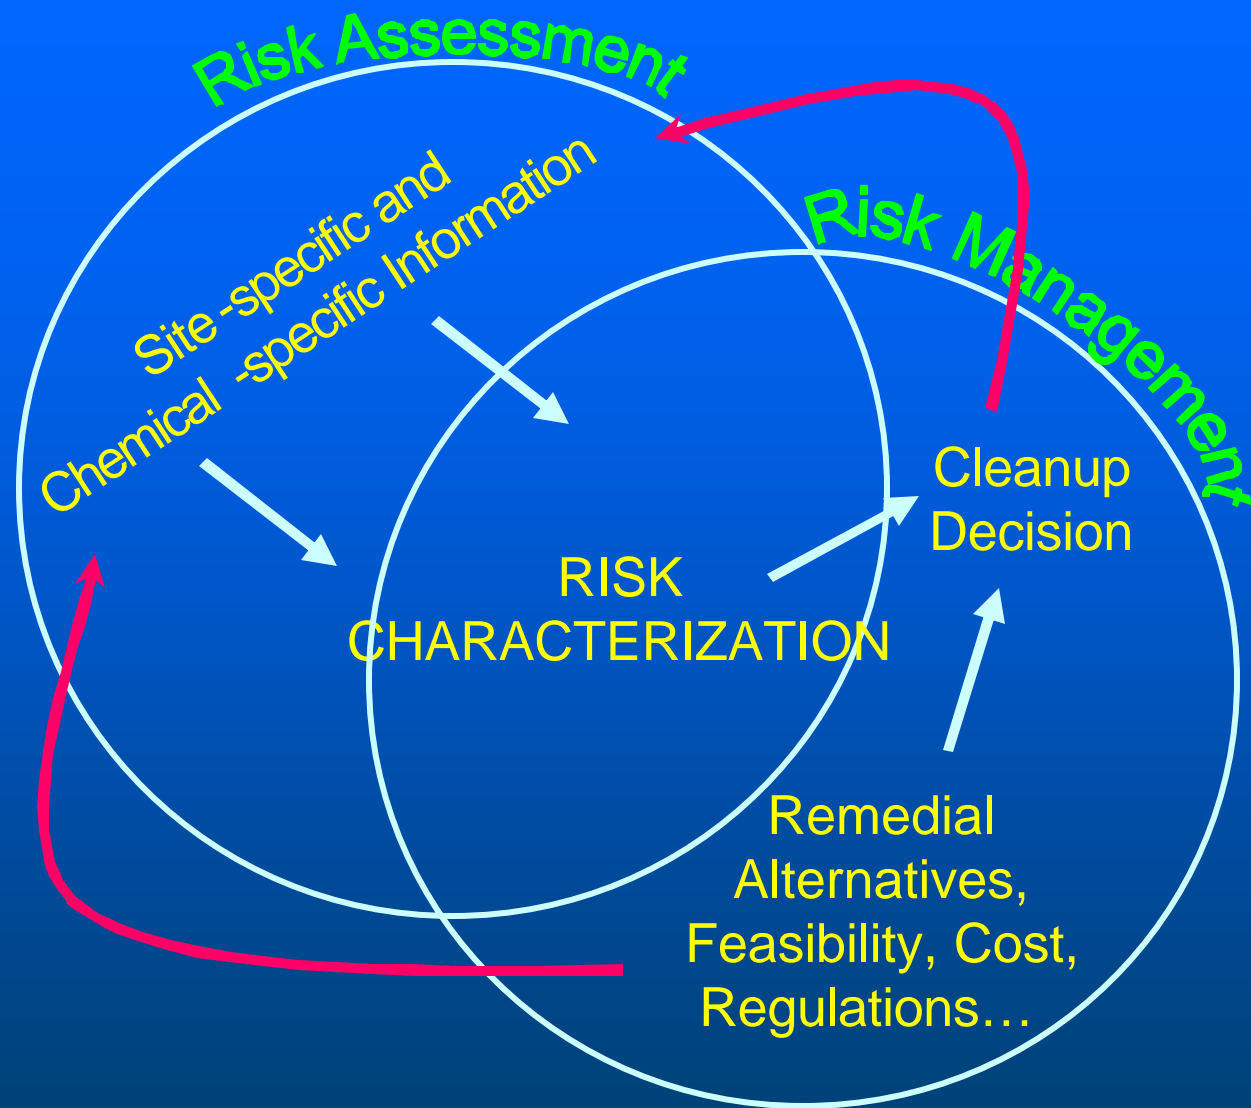 Risk Assessment
Site-specific and
Chemical -specific Information
Risk Management
Cleanup
Decision
RISK
CHARACTERIZATION
Remedial
Alternatives,
Feasibility, Cost,
Regulations…